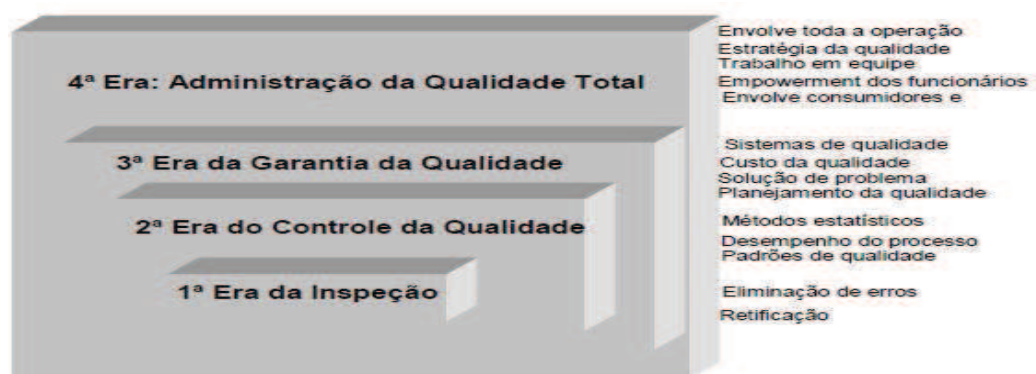 Envolve toda a operação
Estratégia da qualidade
Trabalho em equipe
4ª Era: Administração da Qualidade Total
Empowerment dos funcionários
Envolve consumidores e
Sistemas de qualidade
3ª Era da Garantia da Qualidade
Custo da qualidade
Solução de problema
Planejamento da qualidade
2ª Era do Controle da Qualidade
Métodos estatísticos
Desempenho do processo
Padrões de qualidade
1ª Era da Inspeção
Eliminação de erros
Retificação